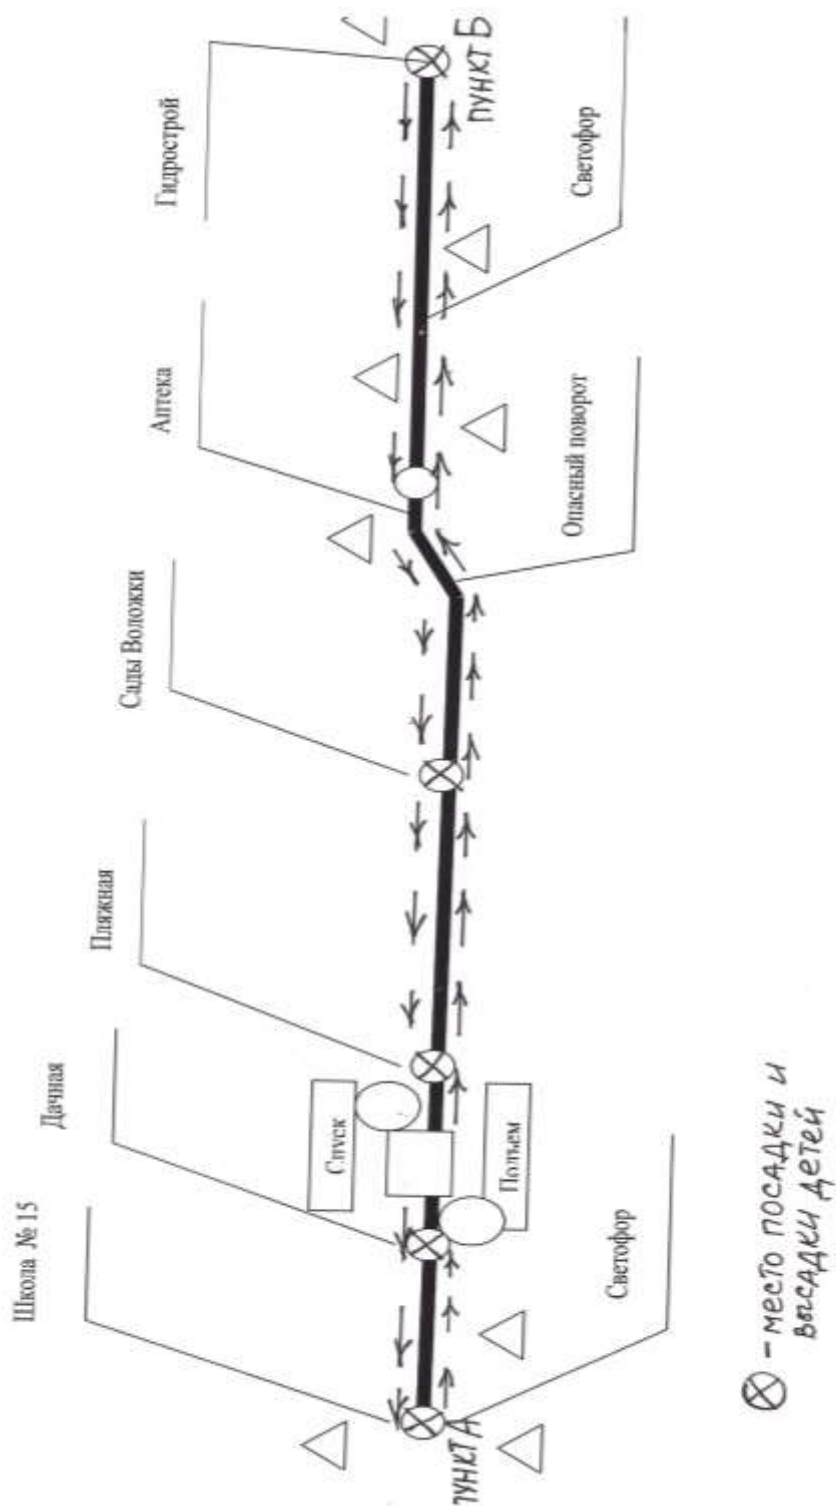 Школа № 15
Дачная
Пляжная
Сады Воложки
Аптека
Гидрострой
Спуск
Подъем
ПУНКТ А
ПУНКТ Б
Светофор
Опасный поворот
Светофор
– МЕСТО ПОСАДКИ И
ВЫСАДКИ ДЕТЕЙ